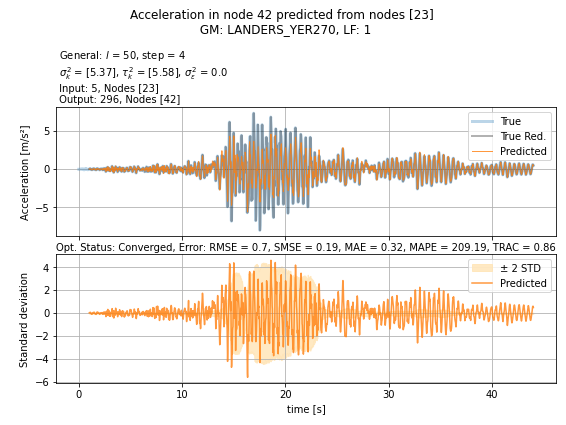 Acceleration in node 42 predicted from nodes [23]
GM: LANDERS_YER270, LF: 1
General: l = 50, step = 4
σ²ₖ = [5.37], τ²ₖ = [5.58], σ²ε = 0.0
Input: 5, Nodes [23]
Output: 296, Nodes [42]
True
True Red.
Predicted
Acceleration [m/s²]
5
0
−5
Opt. Status: Converged, Error: RMSE = 0.7, SMSE = 0.19, MAE = 0.32, MAPE = 209.19, TRAC = 0.86
± 2 STD
Predicted
Standard deviation
4
2
0
−2
−4
−6
0 10 20 30 40
time [s]